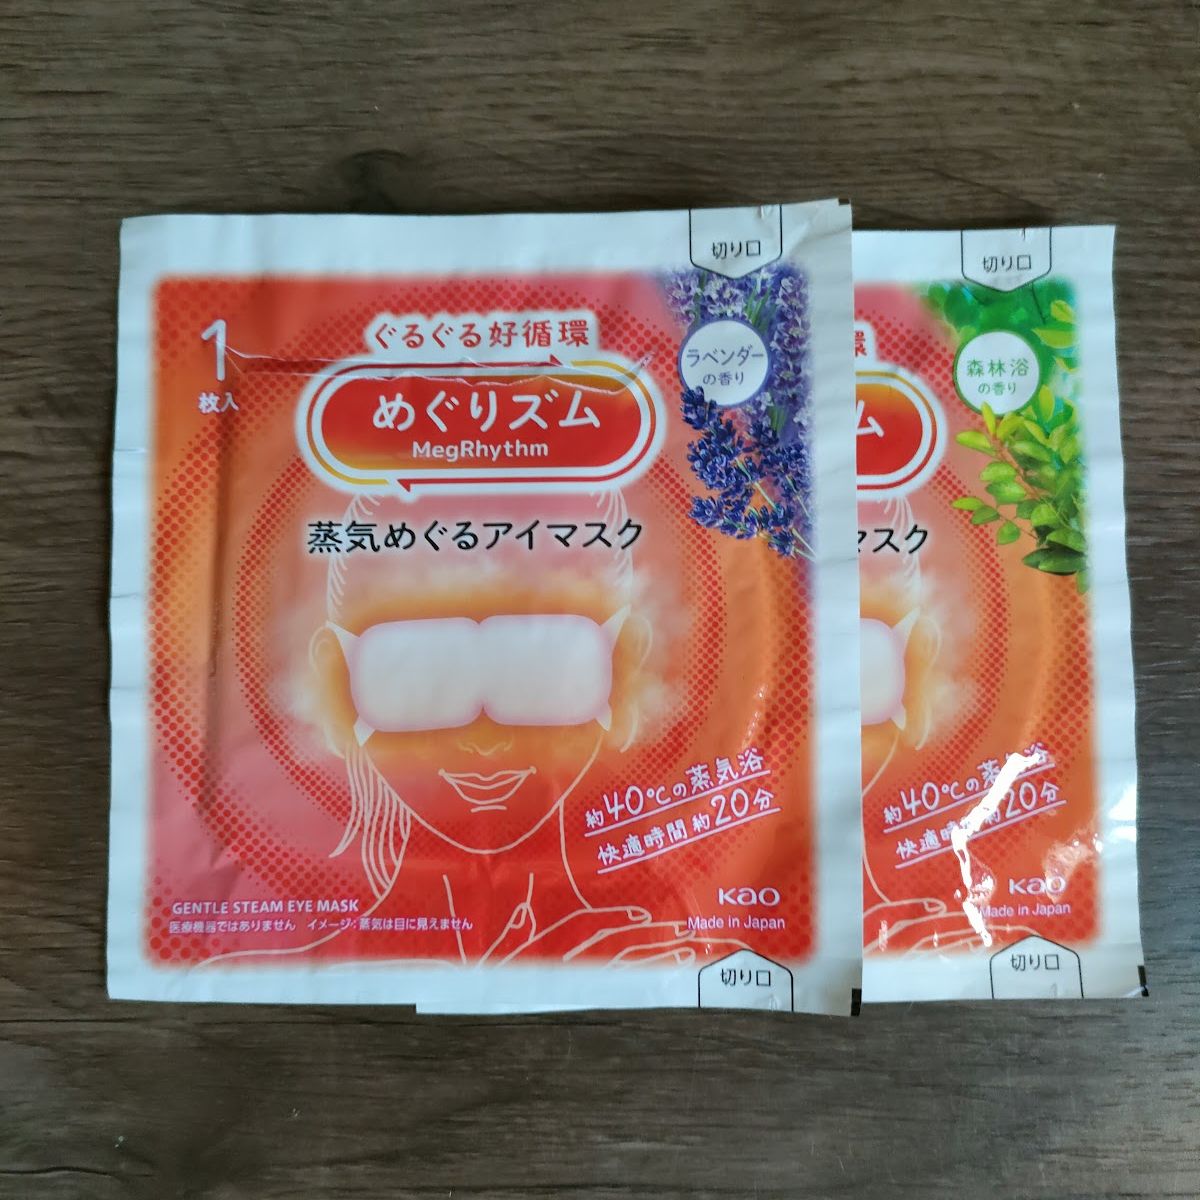 切り口
1
枚入
ぐるぐる好循環
めぐりズム
MegRhythm
ラベンダー
の香り
蒸気めぐるアイマスク
約40℃の蒸気浴
快適時間 約20分
GENTLE STEAM EYE MASK
医療機器ではありません イメージ：蒸気は目に見えません
Kao
Made in Japan
切り口
切り口
環
ム
森林浴
の香り
マスク
約40℃の蒸気浴
快適時間 約20分
Kao
Made in Japan
切り口